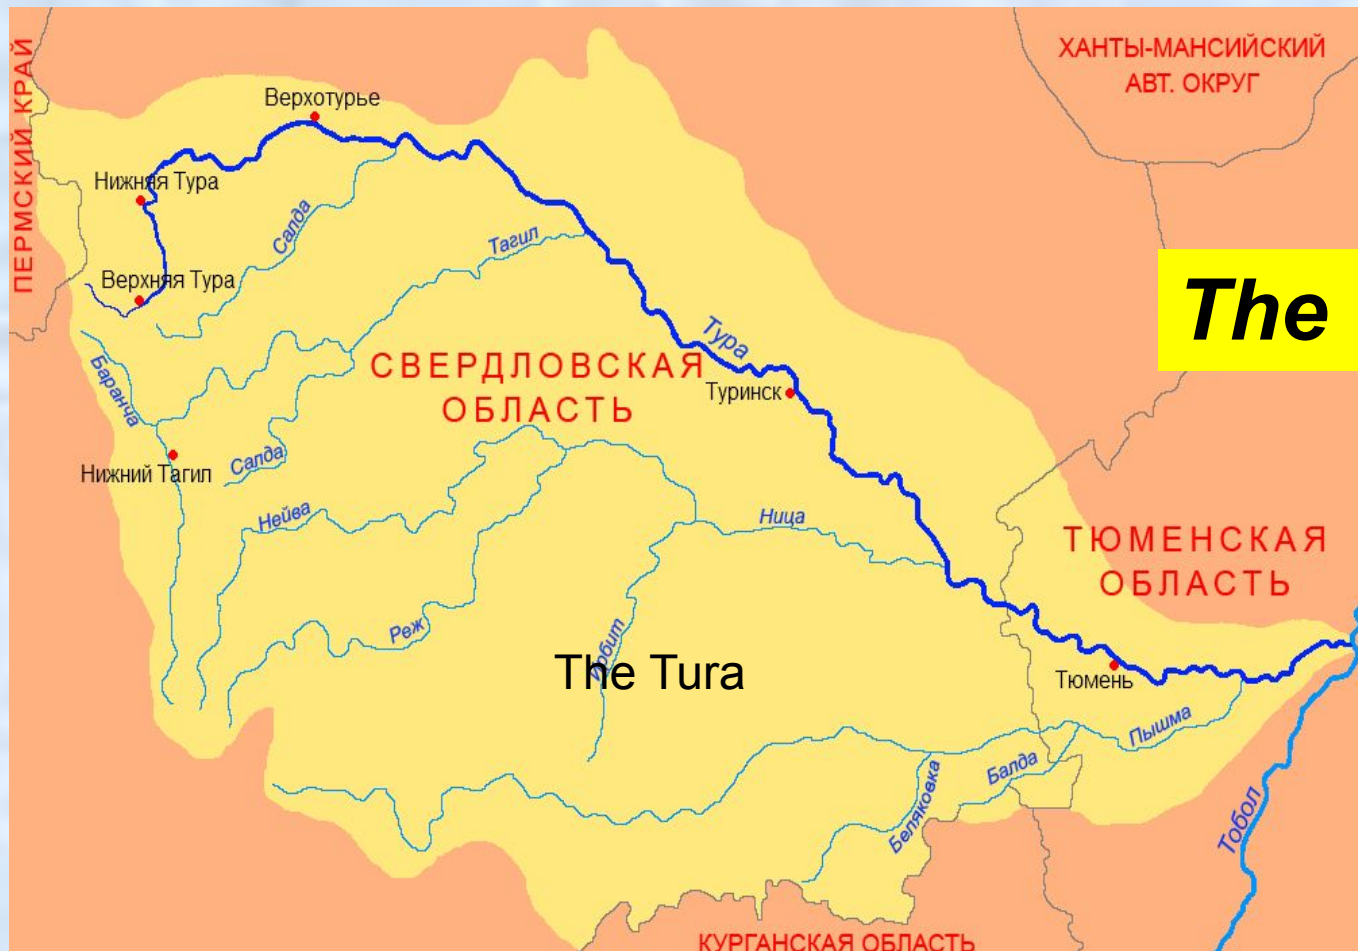 ХАНТЫ-МАНСИЙСКИЙ
АВТ. ОКРУГ
ПЕРМСКИЙ КРАЙ
Верхотурье
Нижняя Тура
Салда
Тагил
Верхняя Тура
The
Тура
Баранча
СВЕРДЛОВСКАЯ
ОБЛАСТЬ
Туринск
Салда
Нижний Тагил
Нейва
Ница
ТЮМЕНСКАЯ
ОБЛАСТЬ
Реж
Ирбит
The Tura
Тюмень
Пышма
Балда
Беляковка
Тобол
КУРГАНСКАЯ ОБЛАСТЬ